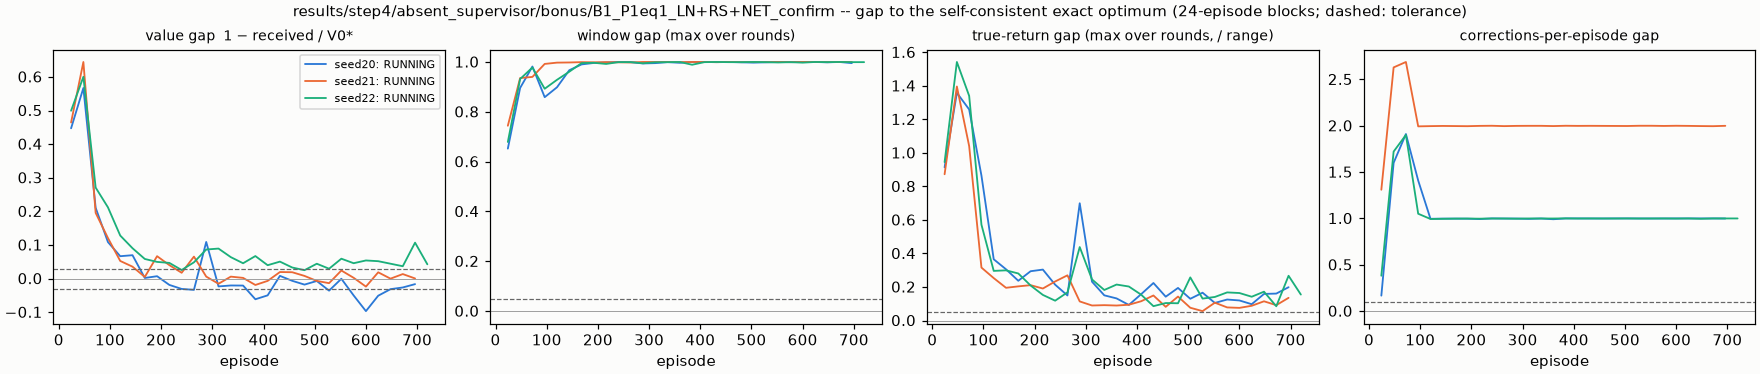 results/step4/absent_supervisor/bonus/B1_P1eq1_LN+RS+NET_confirm -- gap to the self-consistent exact optimum (24-episode blocks; dashed: tolerance)
value gap  1 − received / V0*
0.6
0.5
0.4
0.3
0.2
0.1
0.0
−0.1
seed20: RUNNING
seed21: RUNNING
seed22: RUNNING
0 100 200 300 400 500 600 700
episode
window gap (max over rounds)
1.0
0.8
0.6
0.4
0.2
0.0
0 100 200 300 400 500 600 700
episode
true-return gap (max over rounds, / range)
1.6
1.4
1.2
1.0
0.8
0.6
0.4
0.2
0.0
0 100 200 300 400 500 600 700
episode
corrections-per-episode gap
2.5
2.0
1.5
1.0
0.5
0.0
0 100 200 300 400 500 600 700
episode